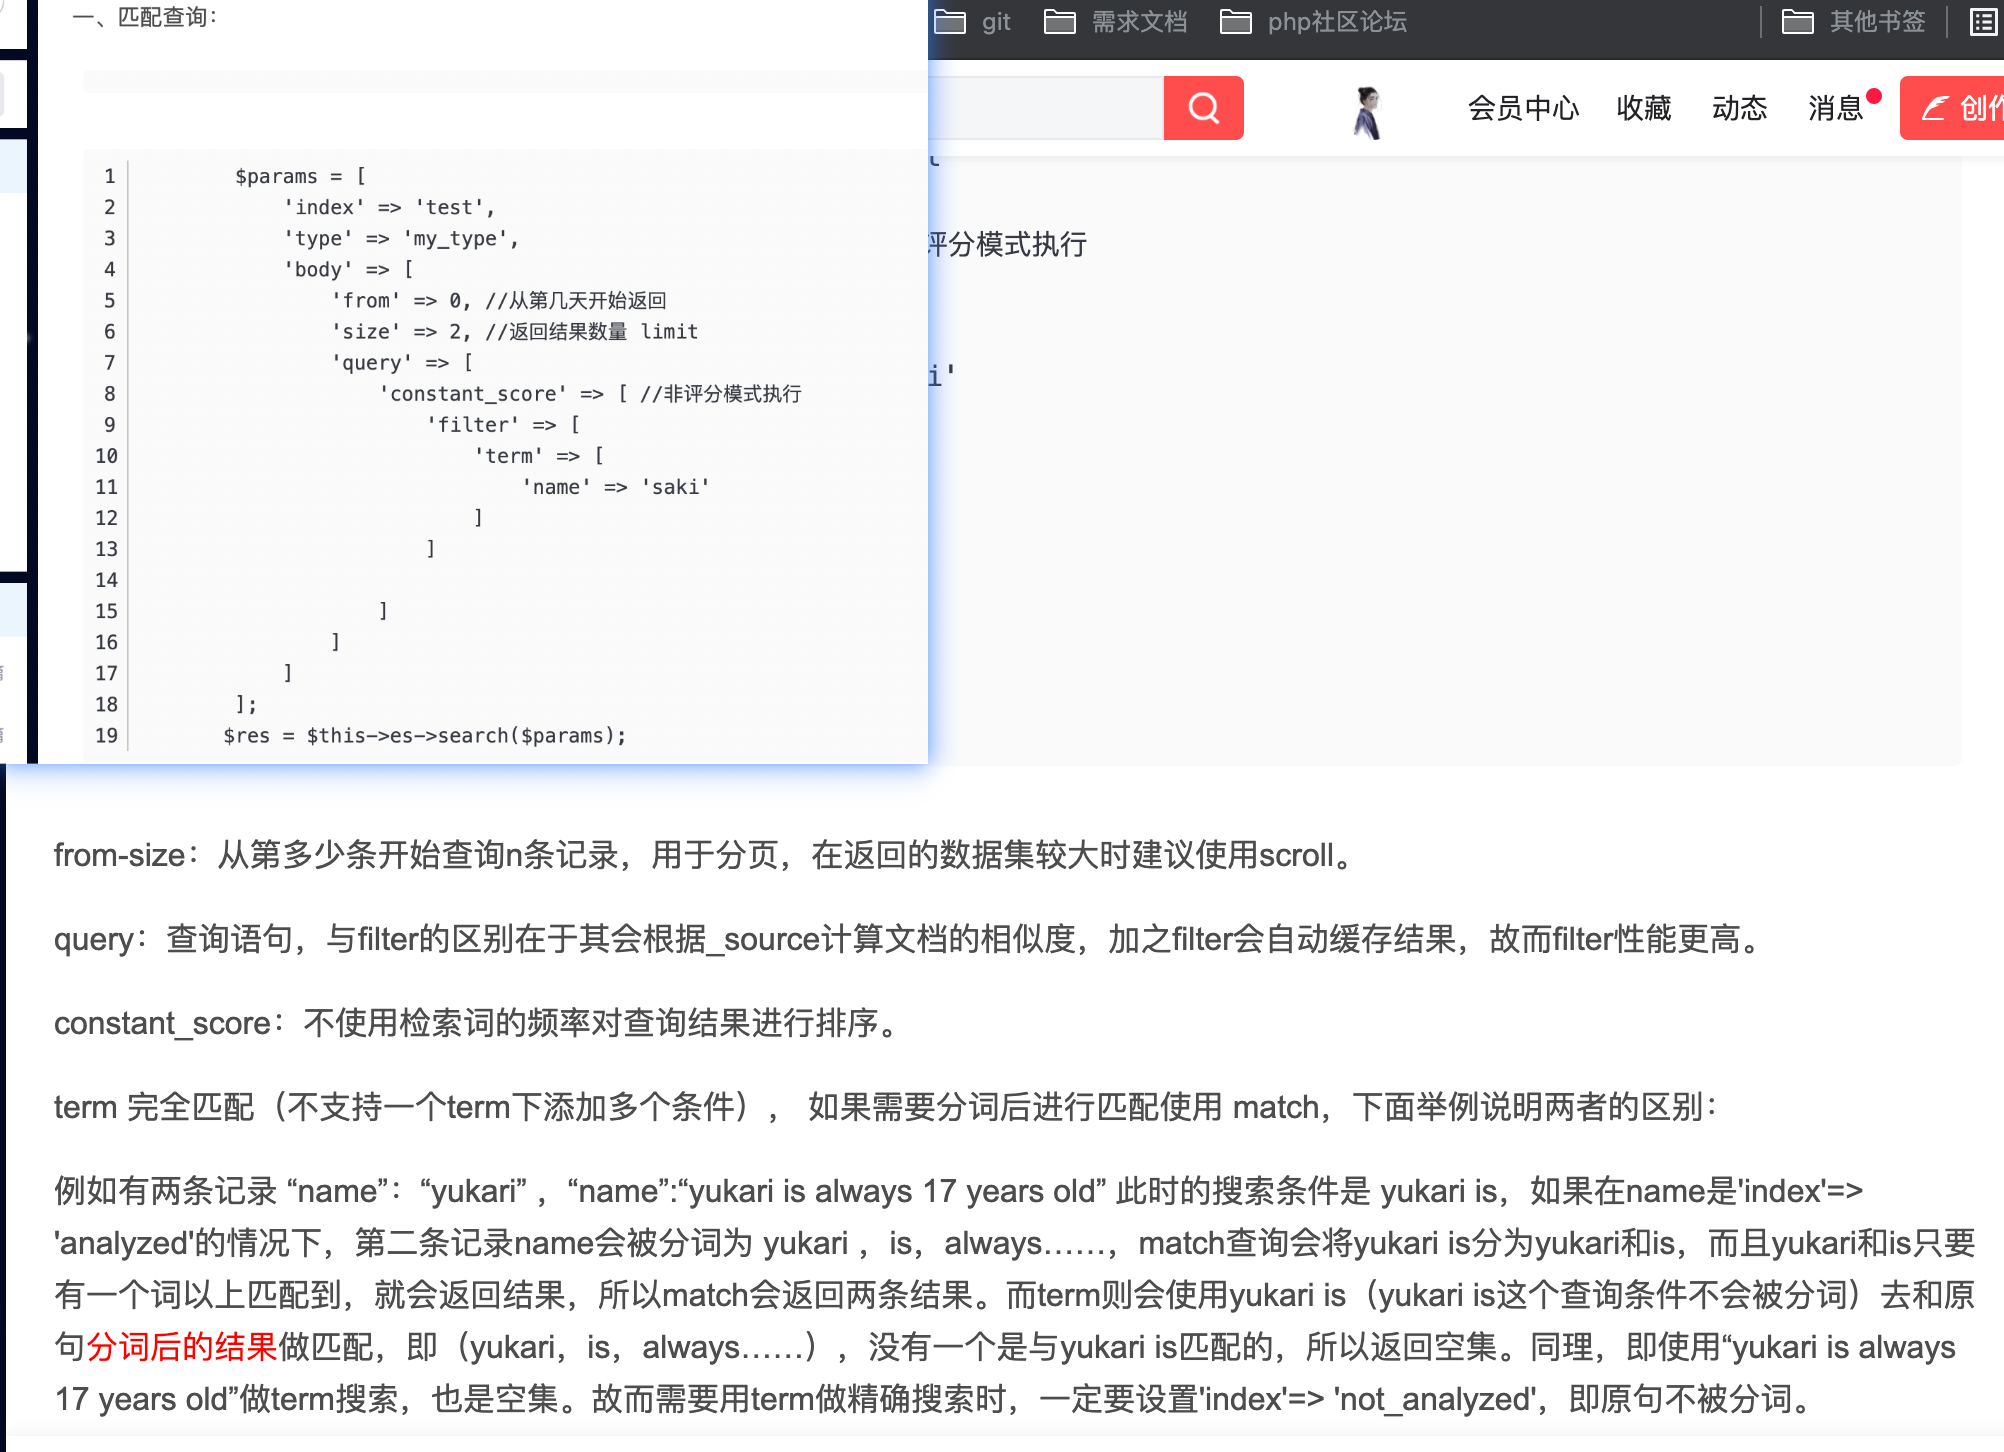 一、匹配查询：
git 需求文档 php社区论坛 其他书签
会员中心 收藏 动态 消息 创作
评分模式执行
i'
1 $params = [
2 'index' => 'test',
3 'type' => 'my_type',
4 'body' => [
5 'from' => 0, //从第几天开始返回
6 'size' => 2, //返回结果数量 limit
7 'query' => [
8 'constant_score' => [ //非评分模式执行
9 'filter' => [
10 'term' => [
11 'name' => 'saki'
12 ]
13 ]
14
15 ]
16 ]
17 ]
18 ];
19 $res = $this->es->search($params);
from-size：从第多少条开始查询n条记录，用于分页，在返回的数据集较大时建议使用scroll。
query：查询语句，与filter的区别在于其会根据_source计算文档的相似度，加之filter会自动缓存结果，故而filter性能更高。
constant_score：不使用检索词的频率对查询结果进行排序。
term 完全匹配（不支持一个term下添加多个条件）， 如果需要分词后进行匹配使用 match，下面举例说明两者的区别：
例如有两条记录 “name”：“yukari” ，“name”:“yukari is always 17 years old” 此时的搜索条件是 yukari is，如果在name是'index'=>
'analyzed'的情况下，第二条记录name会被分词为 yukari ，is，always……，match查询会将yukari is分为yukari和is，而且yukari和is只要
有一个词以上匹配到，就会返回结果，所以match会返回两条结果。而term则会使用yukari is（yukari is这个查询条件不会被分词）去和原
句分词后的结果做匹配，即（yukari，is，always……），没有一个是与yukari is匹配的，所以返回空集。同理，即使用“yukari is always
17 years old”做term搜索，也是空集。故而需要用term做精确搜索时，一定要设置'index'=> 'not_analyzed'，即原句不被分词。